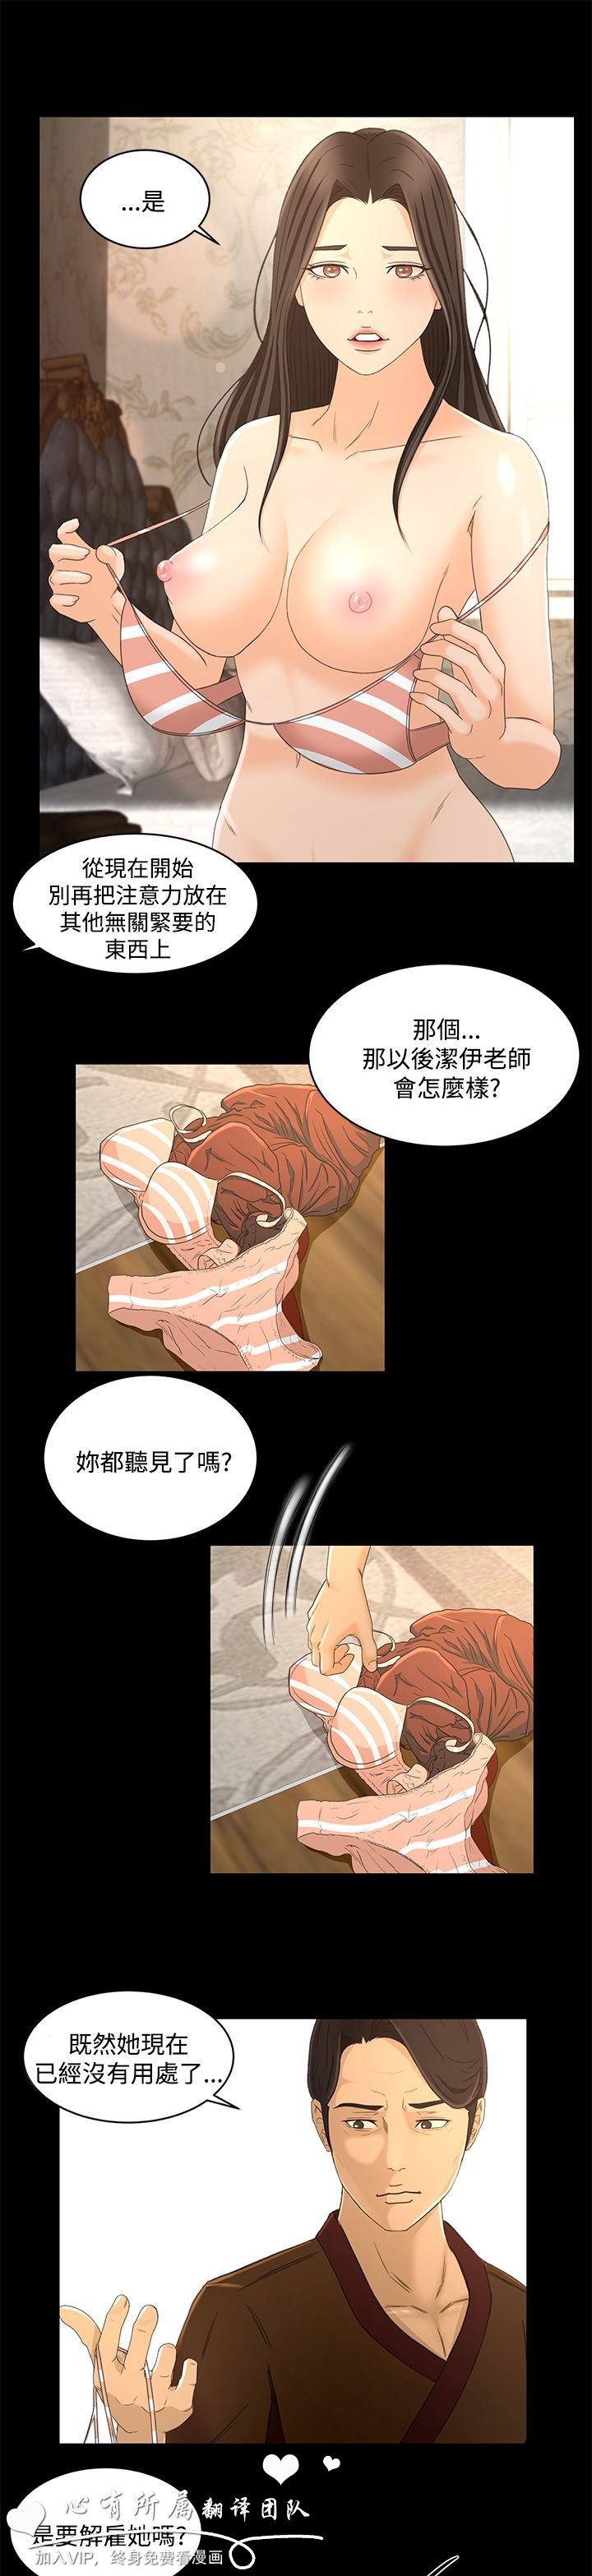 ...是
從現在開始
別再把注意力放在
其他無關緊要的
東西上
那個...
那以後潔伊老師
會怎麼樣?
妳都聽見了嗎?
既然她現在
已經沒有用處了...
是要解雇她嗎?
心有所属翻译团队
加入VIP，终身免费看漫画